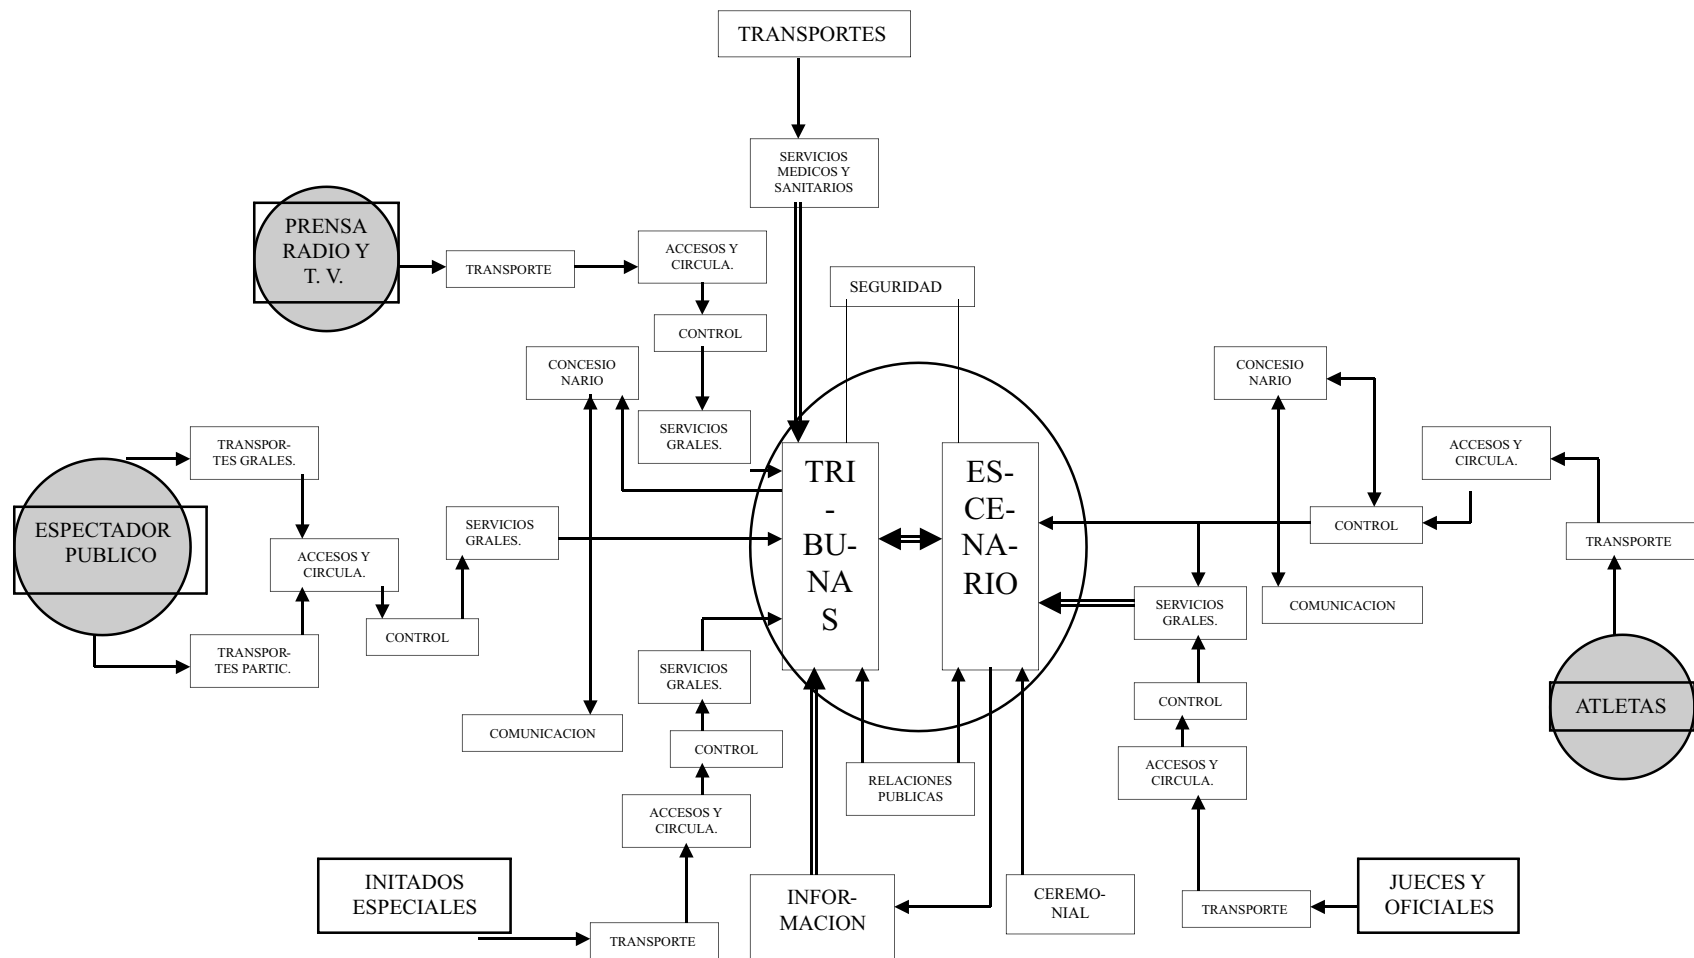 TRANSPORTES
SERVICIOS
MEDICOS Y
SANITARIOS
PRENSA
RADIO Y
T. V.
TRANSPORTE
ACCESOS Y
CIRCULA.
CONTROL
SERVICIOS
GRALES.
SEGURIDAD
CONCESIO
NARIO
TRANSPOR-
TES GRALES.
ESPECTADOR
PUBLICO
ACCESOS Y
CIRCULA.
TRANSPOR-
TES PARTIC.
CONTROL
SERVICIOS
GRALES.
COMUNICACION
TRI
-
BU-
NA
S
ES-
CE-
NA-
RIO
CONCESIO
NARIO
ACCESOS Y
CIRCULA.
CONTROL
TRANSPORTE
COMUNICACION
ATLETAS
SERVICIOS
GRALES.
CONTROL
ACCESOS Y
CIRCULA.
TRANSPORTE
JUECES Y
OFICIALES
SERVICIOS
GRALES.
CONTROL
ACCESOS Y
CIRCULA.
INITADOS
ESPECIALES
TRANSPORTE
RELACIONES
PUBLICAS
INFOR-
MACION
CEREMO-
NIAL